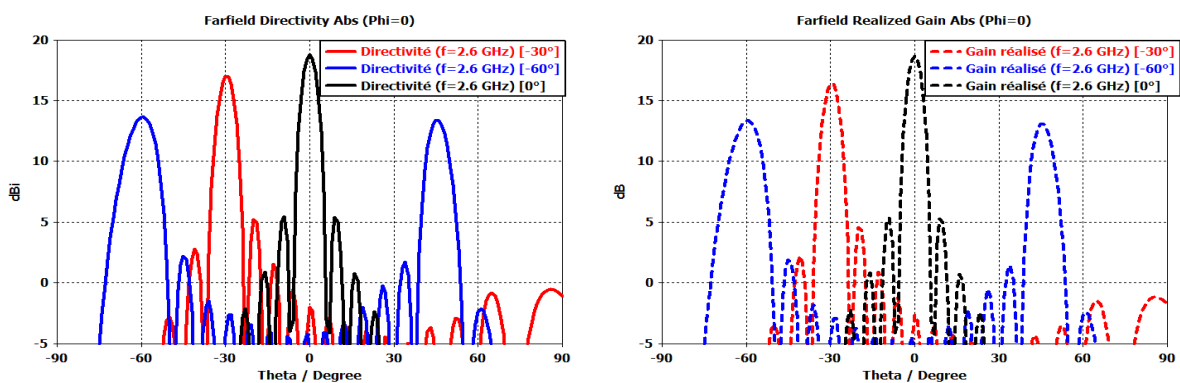 Farfield Directivity Abs (Phi=0)
20
15
10
5
0
-5
dBi
-90
-60
-30
0
30
60
90
Theta / Degree
Directivité (f=2.6 GHz) [-30°]
Directivité (f=2.6 GHz) [-60°]
Directivité (f=2.6 GHz) [0°]
Farfield Realized Gain Abs (Phi=0)
20
15
10
5
0
-5
dB
-90
-60
-30
0
30
60
90
Theta / Degree
Gain réalisé (f=2.6 GHz) [-30°]
Gain réalisé (f=2.6 GHz) [-60°]
Gain réalisé (f=2.6 GHz) [0°]